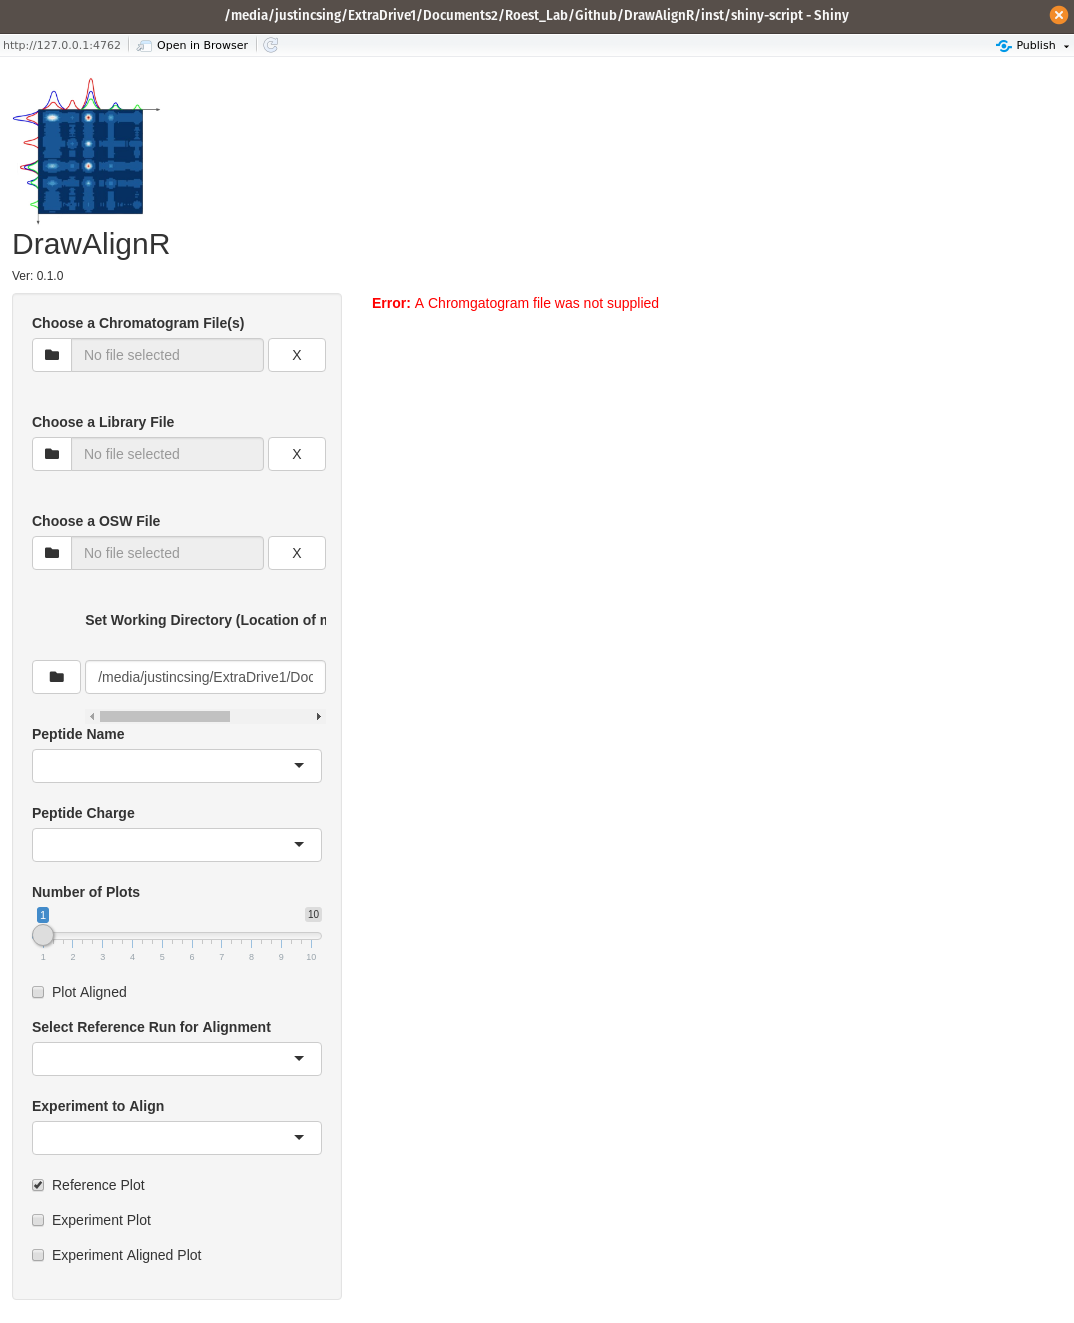 /media/justincsing/ExtraDrive1/Documents2/Roest_Lab/Github/DrawAlignR/inst/shiny-script - Shiny
http://127.0.0.1:4762 Open in Browser Publish
DrawAlignR
Ver: 0.1.0
Error: A Chromgatogram file was not supplied
Choose a Chromatogram File(s)
No file selected X
Choose a Library File
No file selected X
Choose a OSW File
No file selected X
Set Working Directory (Location of
/media/justincsing/ExtraDrive1/Doc
Peptide Name
Peptide Charge
Number of Plots
1 10
1 2 3 4 5 6 7 8 9 10
Plot Aligned
Select Reference Run for Alignment
Experiment to Align
Reference Plot
Experiment Plot
Experiment Aligned Plot